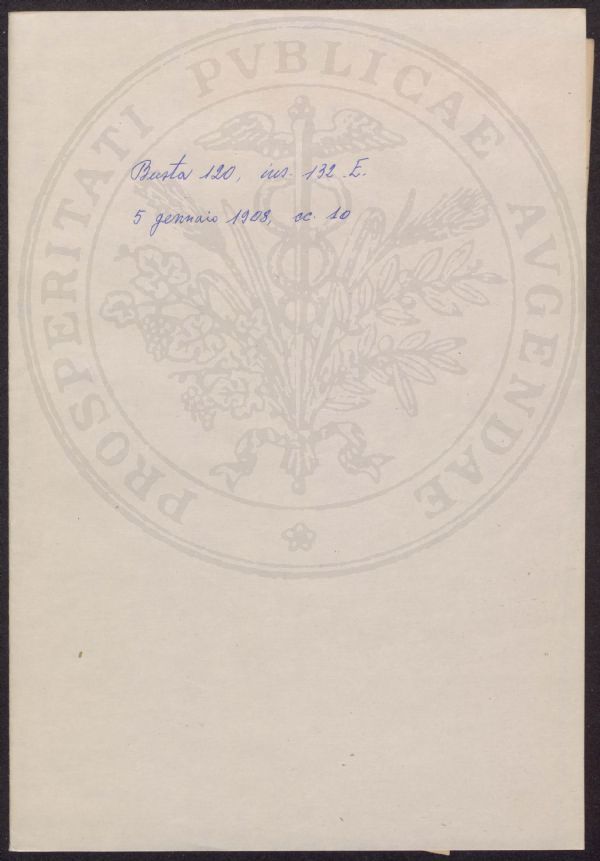 PROSPERITATI PVBLICAE AVGENDAE
Busta 120, ins. 132 E.
5 gennaio 1908, cc. 10